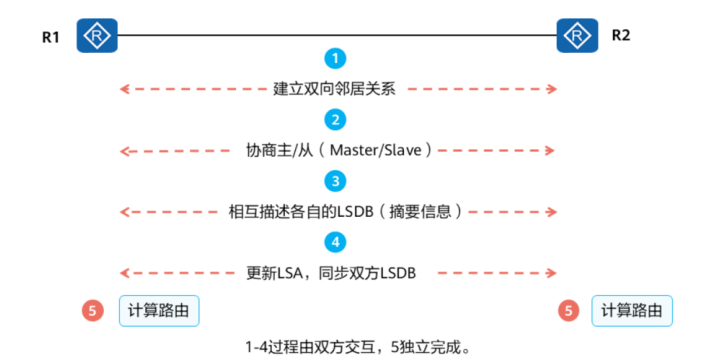 R1
R
R
R2
1
建立双向邻居关系
2
协商主/从（Master/Slave）
3
相互描述各自的LSDB（摘要信息）
4
更新LSA，同步双方LSDB
5
计算路由
5
计算路由
1-4过程由双方交互，5独立完成。